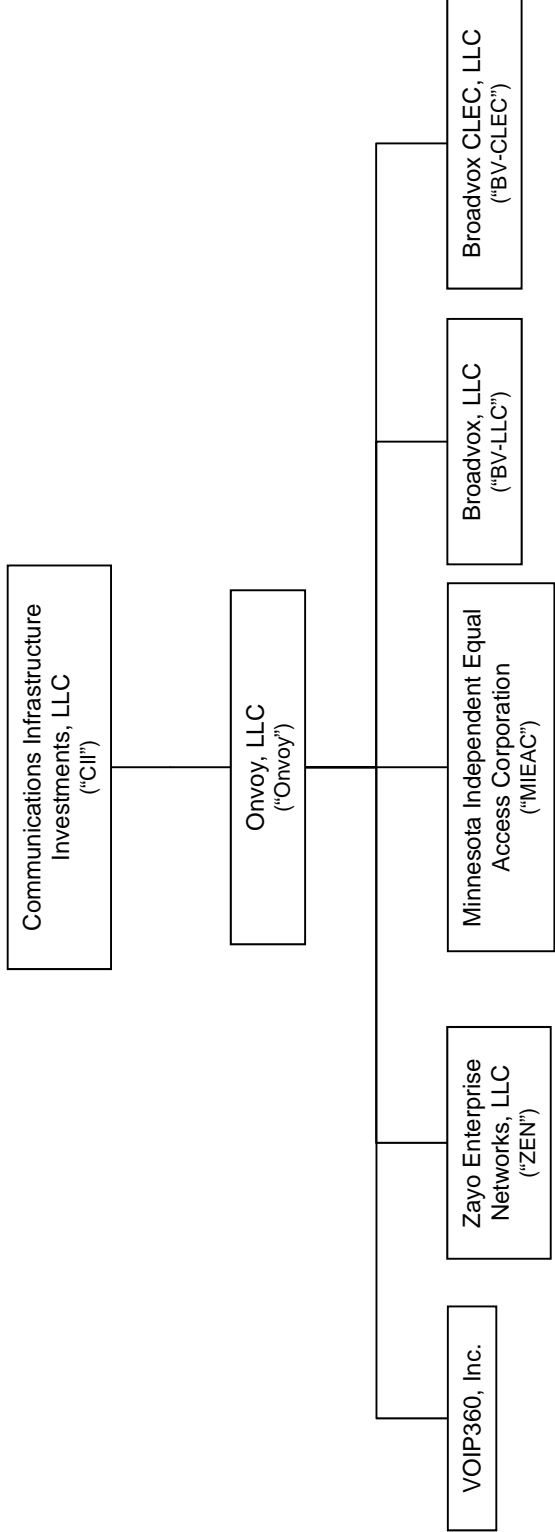 Communications Infrastructure
Investments, LLC
(“CII”)
Onvoy, LLC
(“Onvoy”)
VOIP360, Inc.
Zayo Enterprise
Networks, LLC
(“ZEN”)
Minnesota Independent Equal
Access Corporation
(“MIEAC”)
Broadvox, LLC
(“BV-LLC”)
Broadvox CLEC, LLC
(“BV-CLEC”)